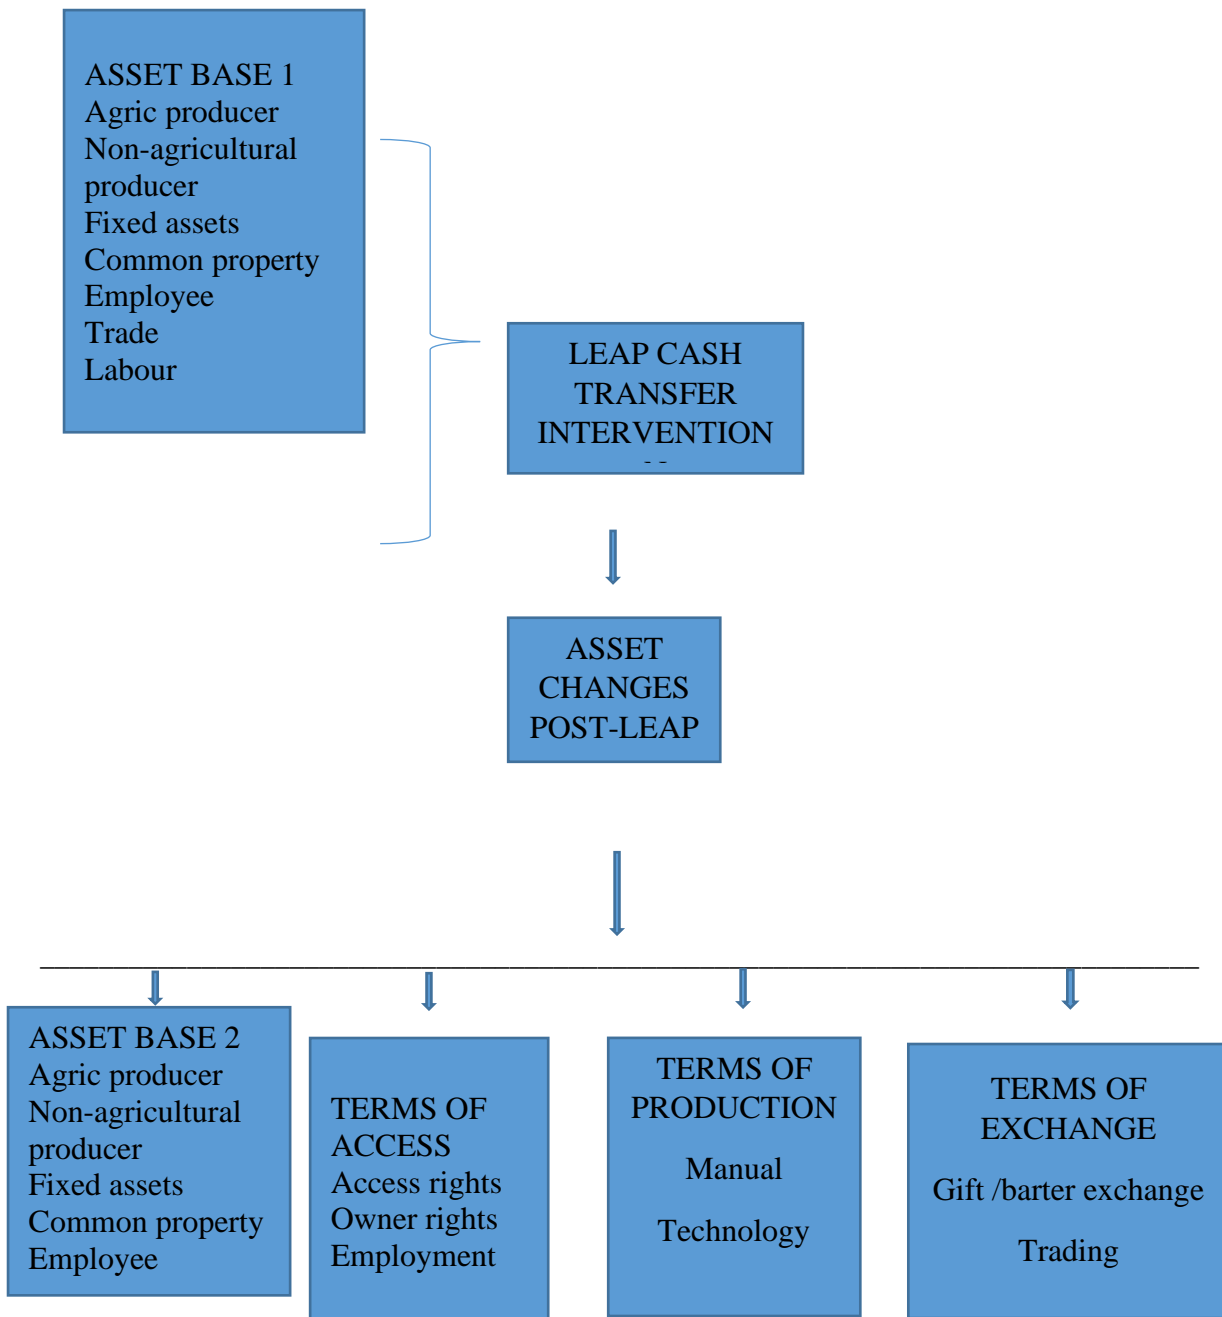 ASSET BASE 1
Agric producer
Non-agricultural
producer
Fixed assets
Common property
Employee
Trade
Labour
LEAP CASH
TRANSFER
INTERVENTION
ASSET
CHANGES
POST-LEAP
ASSET BASE 2
Agric producer
Non-agricultural
producer
Fixed assets
Common property
Employee
TERMS OF
ACCESS
Access rights
Owner rights
Employment
TERMS OF
PRODUCTION
Manual
Technology
TERMS OF
EXCHANGE
Gift /barter exchange
Trading